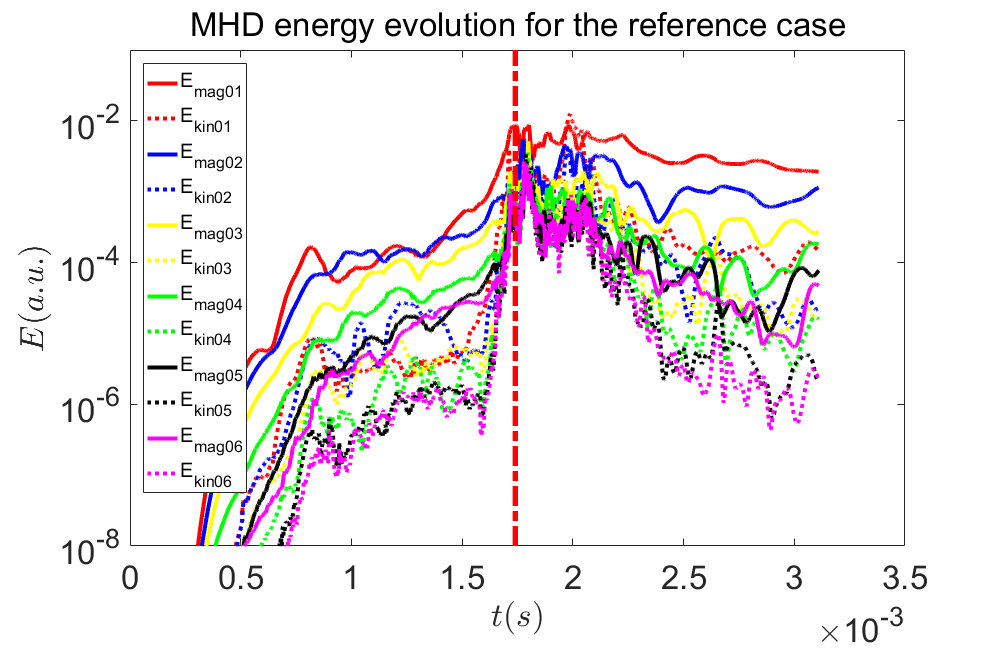 MHD energy evolution for the reference case
E(a.u.)
10^-2
10^-4
10^-6
10^-8
E_mag01
E_kin01
E_mag02
E_kin02
E_mag03
E_kin03
E_mag04
E_kin04
E_mag05
E_kin05
E_mag06
E_kin06
0 0.5 1 1.5 2 2.5 3 3.5
t(s)
×10^-3